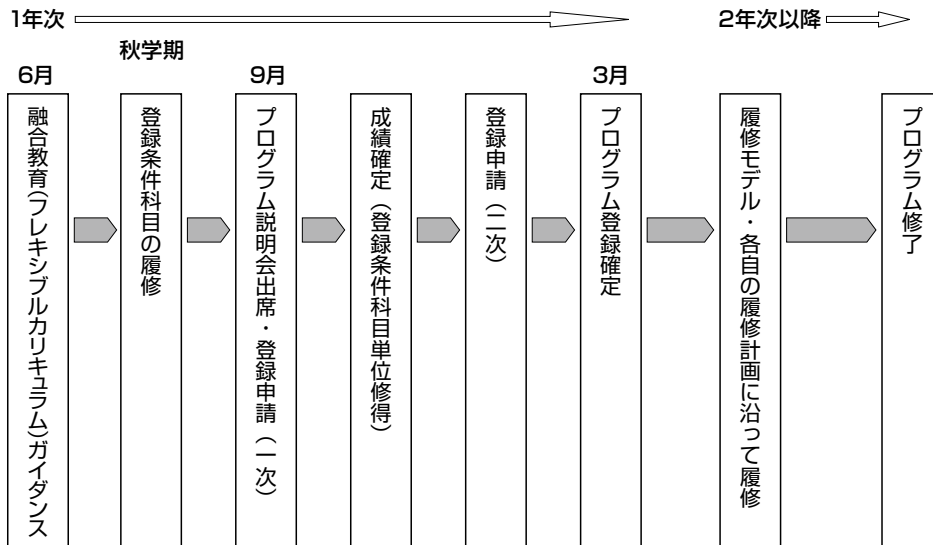 1年次
2年次以降
秋学期
6月
9月
3月
融合教育(フレキシブルカリキュラム)ガイダンス
登録条件科目の履修
プログラム説明会出席・登録申請(一次)
成績確定(登録条件科目単位修得)
登録申請(二次)
プログラム登録確定
履修モデル・各自の履修計画に沿って履修
プログラム修了